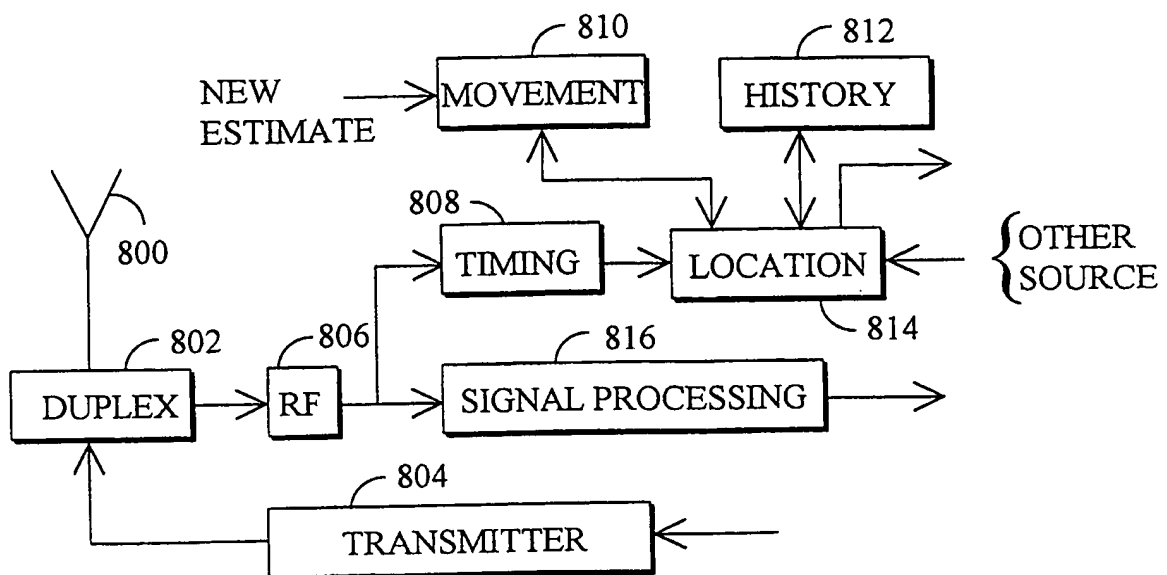 810
812
NEW
ESTIMATE
MOVEMENT
HISTORY
800
808
TIMING
LOCATION
OTHER
SOURCE
814
802
806
816
DUPLEX
RF
SIGNAL PROCESSING
804
TRANSMITTER